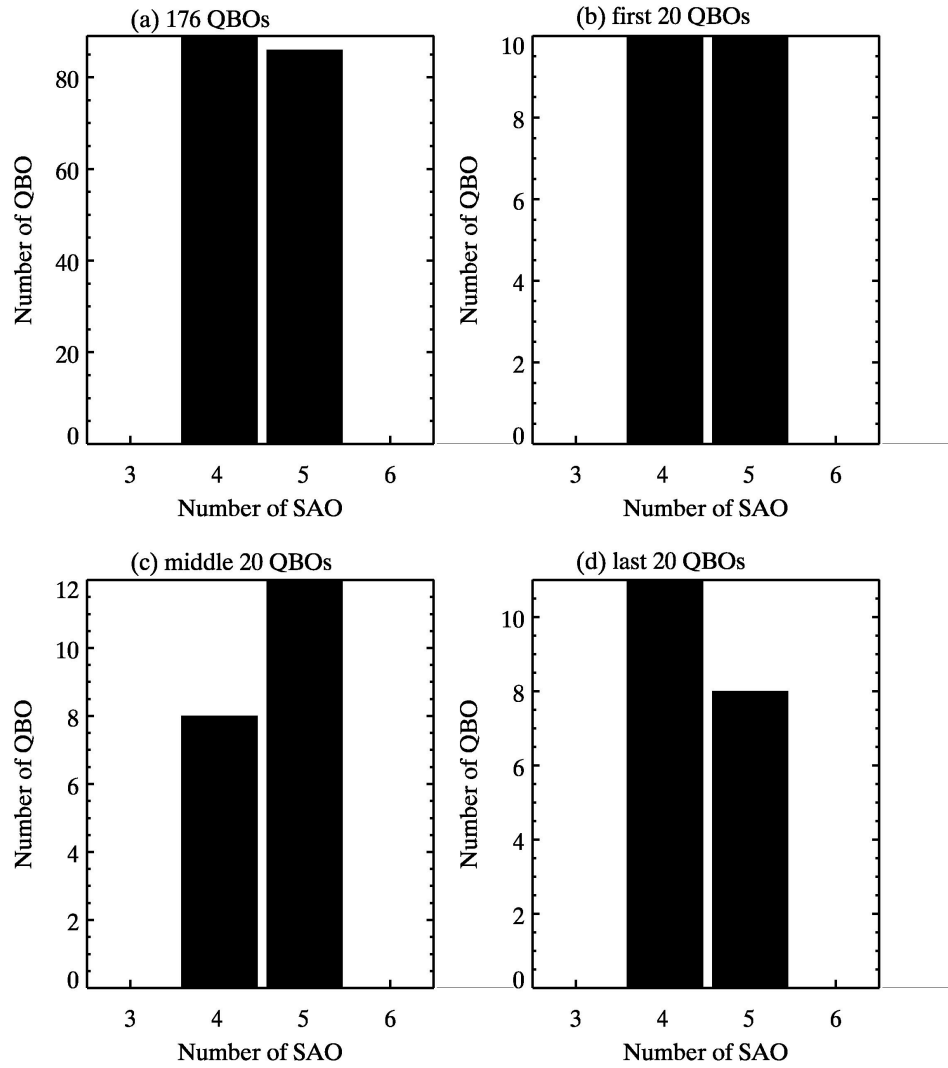 (a) 176 QBOs
80
60
40
20
0
Number of QBO
3 4 5 6
Number of SAO
(b) first 20 QBOs
10
8
6
4
2
0
Number of QBO
3 4 5 6
Number of SAO
(c) middle 20 QBOs
12
10
8
6
4
2
0
Number of QBO
3 4 5 6
Number of SAO
(d) last 20 QBOs
10
8
6
4
2
0
Number of QBO
3 4 5 6
Number of SAO